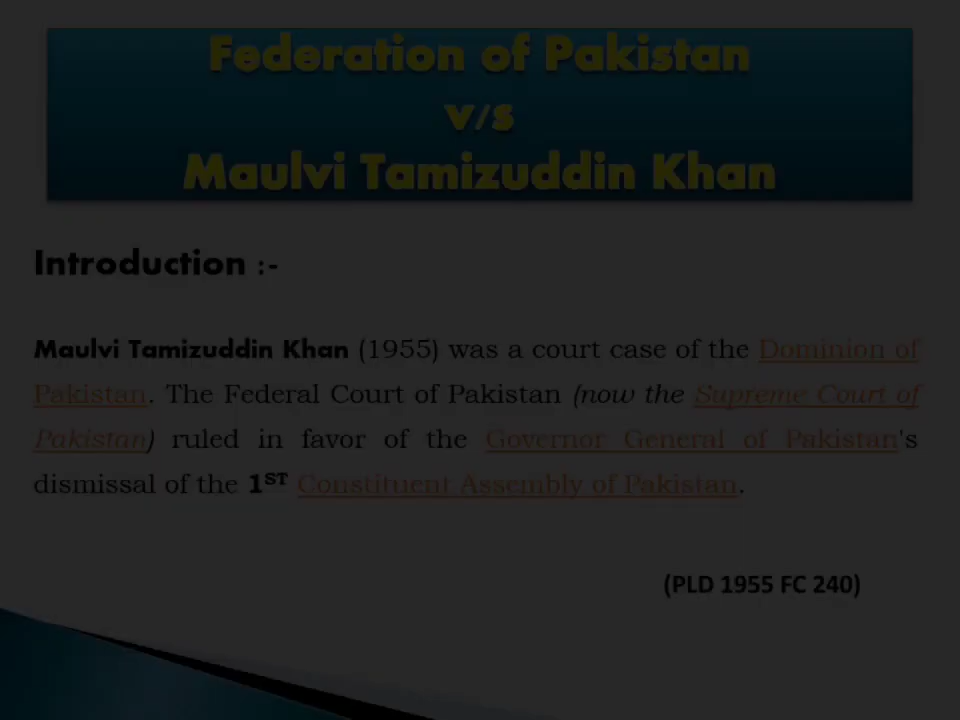 Federation of Pakistan
v/s
Maulvi Tamizuddin Khan
Introduction :-
Maulvi Tamizuddin Khan (1955) was a court case of the Dominion of
Pakistan. The Federal Court of Pakistan (now the Supreme Court of
Pakistan) ruled in favor of the Governor General of Pakistan's
dismissal of the 1ST Constituent Assembly of Pakistan.
(PLD 1955 FC 240)